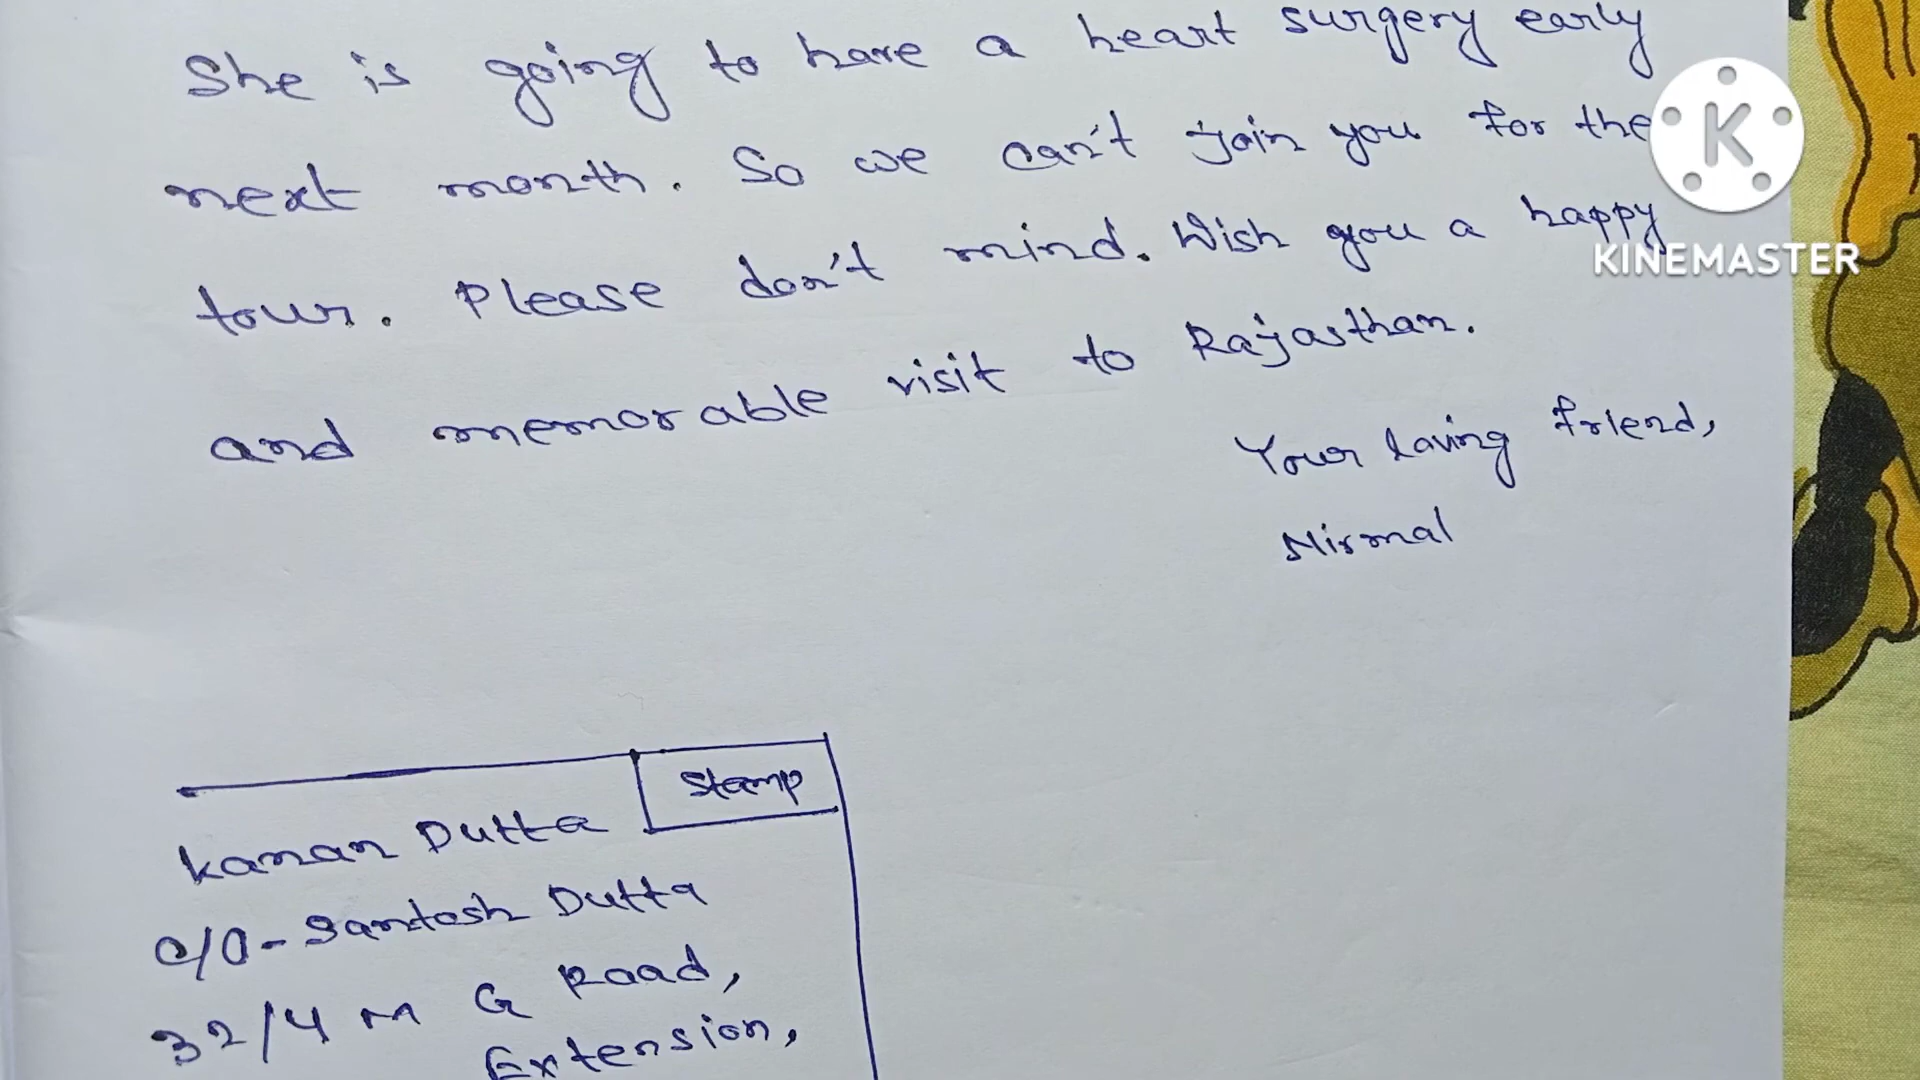 She is going to have a heart surgery early
next month. So we can't join you for the
tour. Please don't mind. Wish you a happy
and memorable visit to Rajasthan.
Your loving friend,
Nirmal
Stamp
Kanan Dutta
C/O - Santosh Dutta
32/4 M G Road,
Extension,
K
KINEMASTER